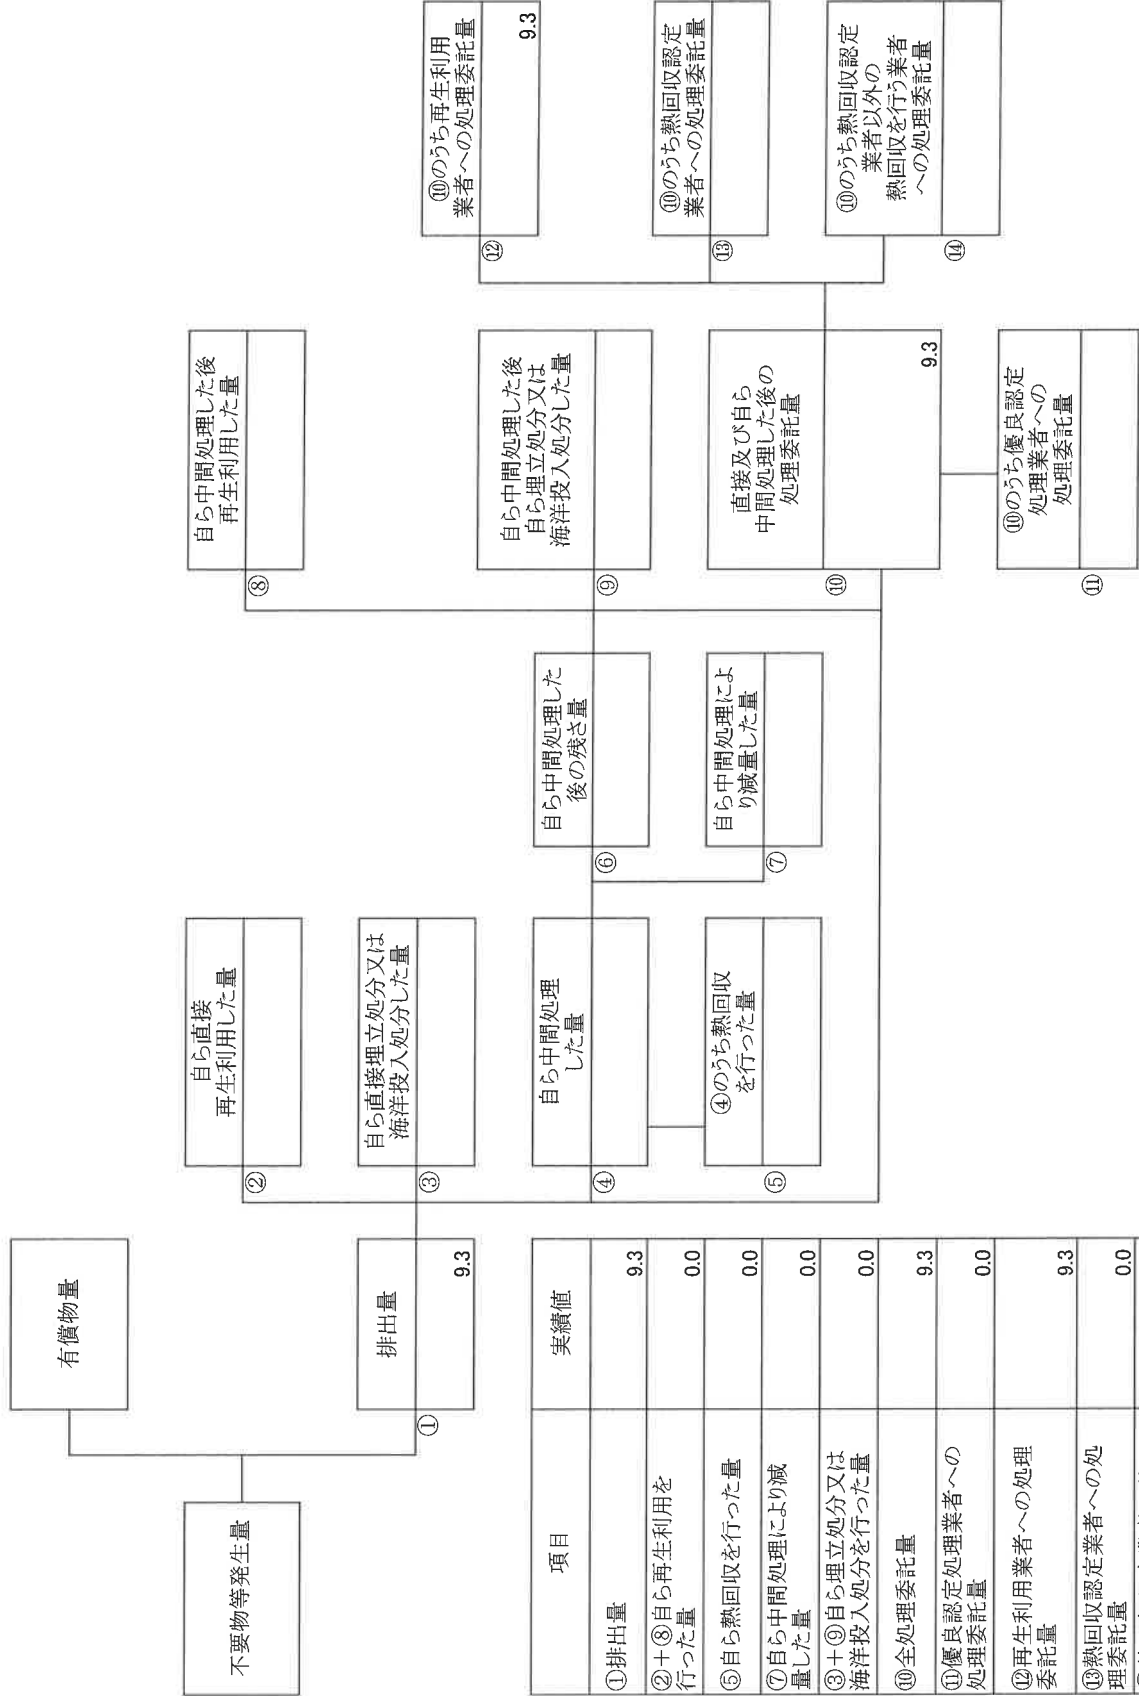 不要物等発生量
有償物量
①
排出量
9.3
②
自ら直接
再生利用した量
③
自ら直接埋立処分又は
海洋投入処分した量
④
自ら中間処理
した量
⑤
④のうち熱回収
を行った量
⑥
自ら中間処理した
後の残さ量
⑦
自ら中間処理によ
り減量した量
⑧
自ら中間処理した後
再生利用した量
⑨
自ら中間処理した後
自ら埋立処分又は
海洋投入処分した量
⑩
直接及び自ら
中間処理した後の
処理委託量
9.3
⑪
⑩のうち優良認定
処理業者への
処理委託量
⑫
⑩のうち再生利用
業者への処理委託量
9.3
⑬
⑩のうち熱回収認定
業者への処理委託量
⑭
⑩のうち熱回収認定
業者以外の
熱回収を行う業者
への処理委託量
項目 実績値
①排出量 9.3
②+⑧自ら再生利用を
行った量 0.0
⑤自ら熱回収を行った量 0.0
⑦自ら中間処理により減
量した量 0.0
③+⑨自ら埋立処分又は
海洋投入処分を行った量 0.0
⑩全処理委託量 9.3
⑪優良認定処理業者への
処理委託量 0.0
⑫再生利用業者への処理
委託量 9.3
⑬熱回収認定業者への処
理委託量 0.0